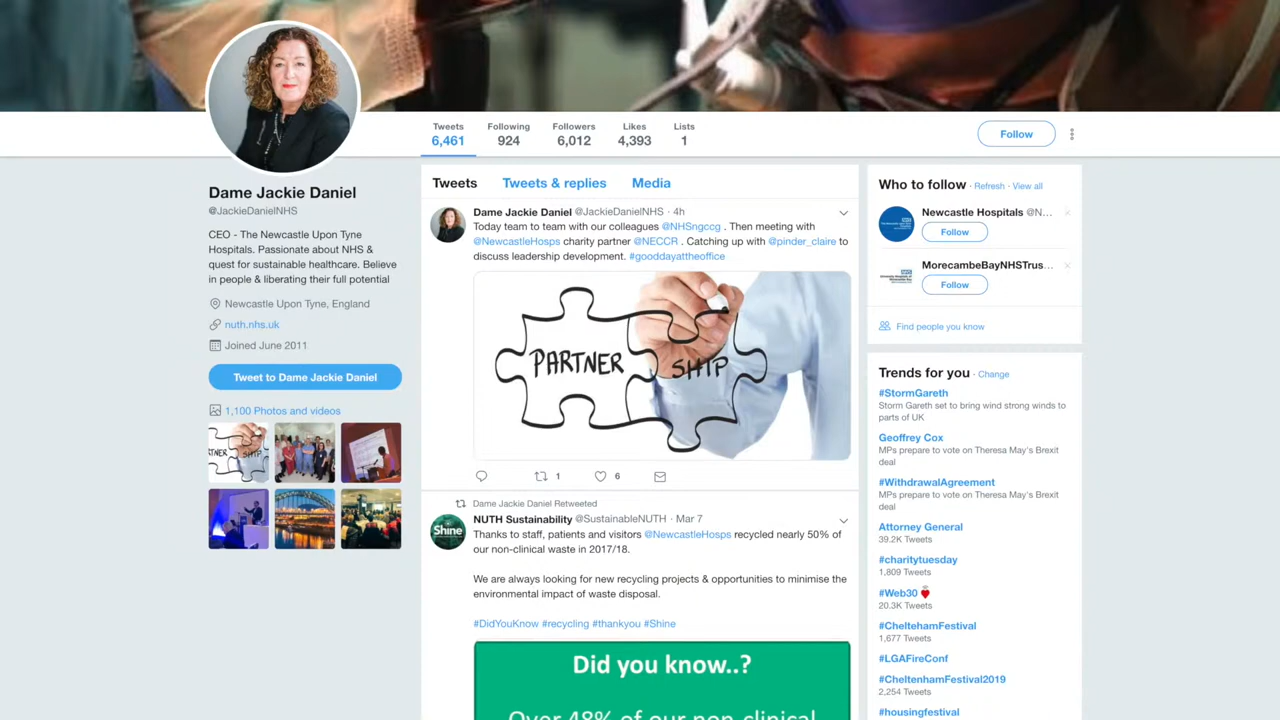 Tweets
6,461
Following
924
Followers
6,012
Likes
4,393
Lists
1
Follow
Dame Jackie Daniel
@JackieDanielNHS
CEO - The Newcastle Upon Tyne
Hospitals. Passionate about NHS &
quest for sustainable healthcare. Believe
in people & liberating their full potential
Newcastle Upon Tyne, England
nuth.nhs.uk
Joined June 2011
Tweet to Dame Jackie Daniel
1,100 Photos and videos
Tweets Tweets & replies Media
Dame Jackie Daniel @JackieDanielNHS · 4h
Today team to team with our colleagues @NHSngccg . Then meeting with
@NewcastleHosps charity partner @NECCR . Catching up with @pinder_claire to
discuss leadership development. #gooddayattheoffice
PARTNER SHIP
1 6
Dame Jackie Daniel Retweeted
NUTH Sustainability @SustainableNUTH · Mar 7
Shine
Thanks to staff, patients and visitors @NewcastleHosps recycled nearly 50% of
our non-clinical waste in 2017/18.
We are always looking for new recycling projects & opportunities to minimise the
environmental impact of waste disposal.
#DidYouKnow #recycling #thankyou #Shine
Did you know..?
Over 48% of our non-clinical
Who to follow · Refresh · View all
Newcastle Hospitals @N...
Follow
MorecambeBayNHSTrus...
Follow
Find people you know
Trends for you · Change
#StormGareth
Storm Gareth set to bring wind strong winds to
parts of UK
Geoffrey Cox
MPs prepare to vote on Theresa May's Brexit
deal
#WithdrawalAgreement
MPs prepare to vote on Theresa May's Brexit
deal
Attorney General
39.2K Tweets
#charitytuesday
1,809 Tweets
#Web30
20.3K Tweets
#CheltehamFestival
1,677 Tweets
#LGAFireConf
#CheltenhamFestival2019
2,254 Tweets
#housingfestival